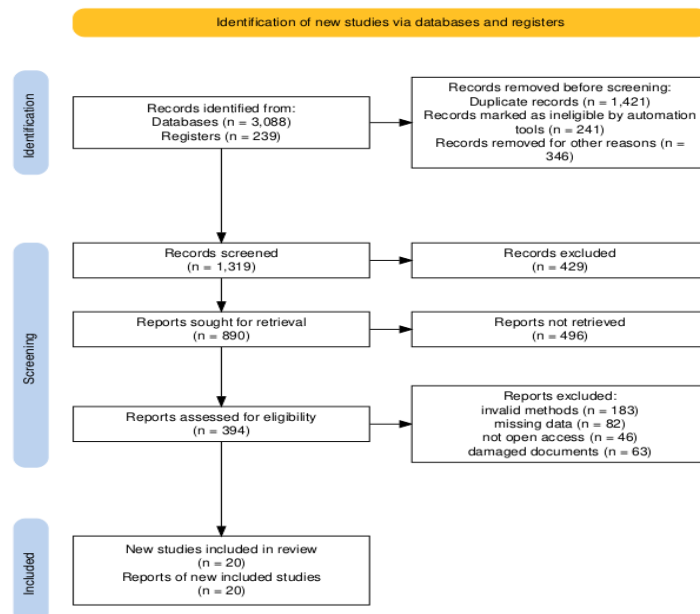 Identification of new studies via databases and registers
Identification
Records identified from:
Databases (n = 3,088)
Registers (n = 239)
Records removed before screening:
Duplicate records (n = 1,421)
Records marked as ineligible by automation
tools (n = 241)
Records removed for other reasons (n =
346)
Screening
Records screened
(n = 1,319)
Records excluded
(n = 429)
Reports sought for retrieval
(n = 890)
Reports not retrieved
(n = 496)
Reports assessed for eligibility
(n = 394)
Reports excluded:
invalid methods (n = 183)
missing data (n = 82)
not open access (n = 46)
damaged documents (n = 63)
Included
New studies included in review
(n = 20)
Reports of new included studies
(n = 20)